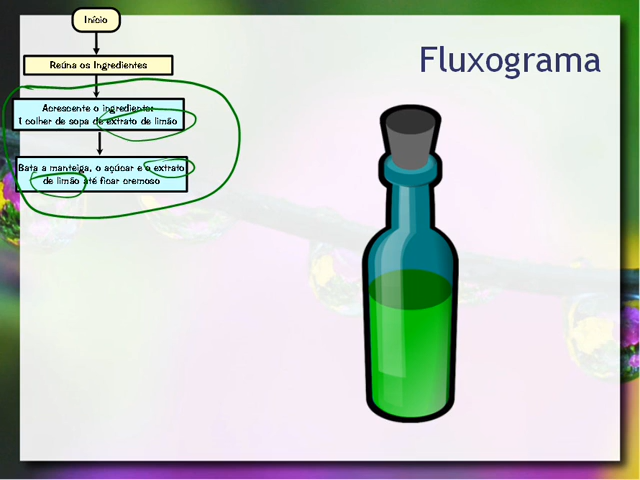 Início
Fluxograma
Reúna os Ingredientes
Acrescente o ingrediente:
1 colher de sopa de extrato de limão
Bata a manteiga, o açúcar e o extrato
de limão até ficar cremoso